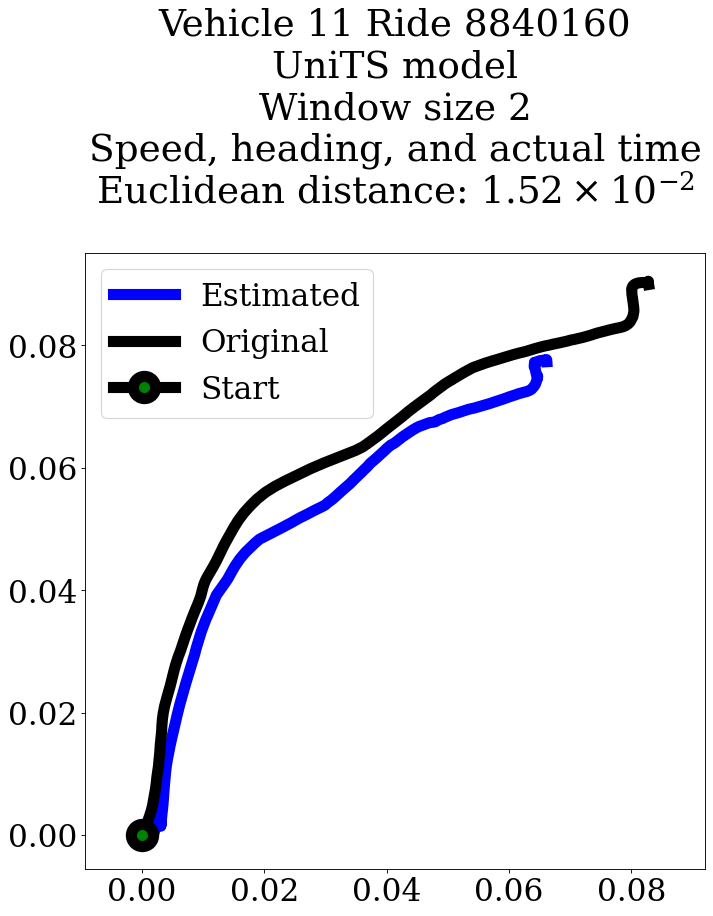 Vehicle 11 Ride 8840160
UniTS model
Window size 2
Speed, heading, and actual time
Euclidean distance: $1.52 \times 10^{-2}$
Estimated
Original
Start
0.08
0.06
0.04
0.02
0.00
0.00 0.02 0.04 0.06 0.08